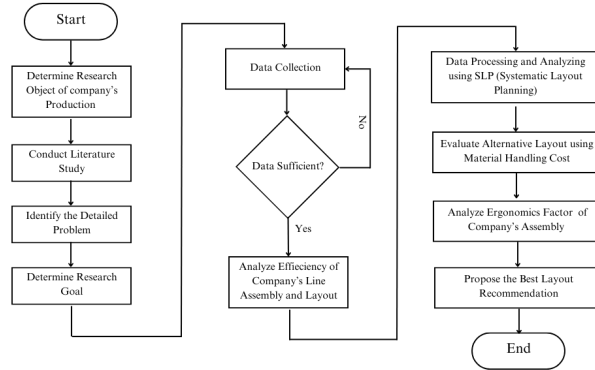 Start
Determine Research
Object of company's
Production
Conduct Literature
Study
Identify the Detailed
Problem
Determine Research
Goal
Data Collection
No
Data Sufficient?
Yes
Analyze Effieciency of
Company's Line
Assembly and Layout
Data Processing and Analyzing
using SLP (Systematic Layout
Planning)
Evaluate Alternative Layout using
Material Handling Cost
Analyze Ergonomics Factor of
Company's Assembly
Propose the Best Layout
Recommendation
End